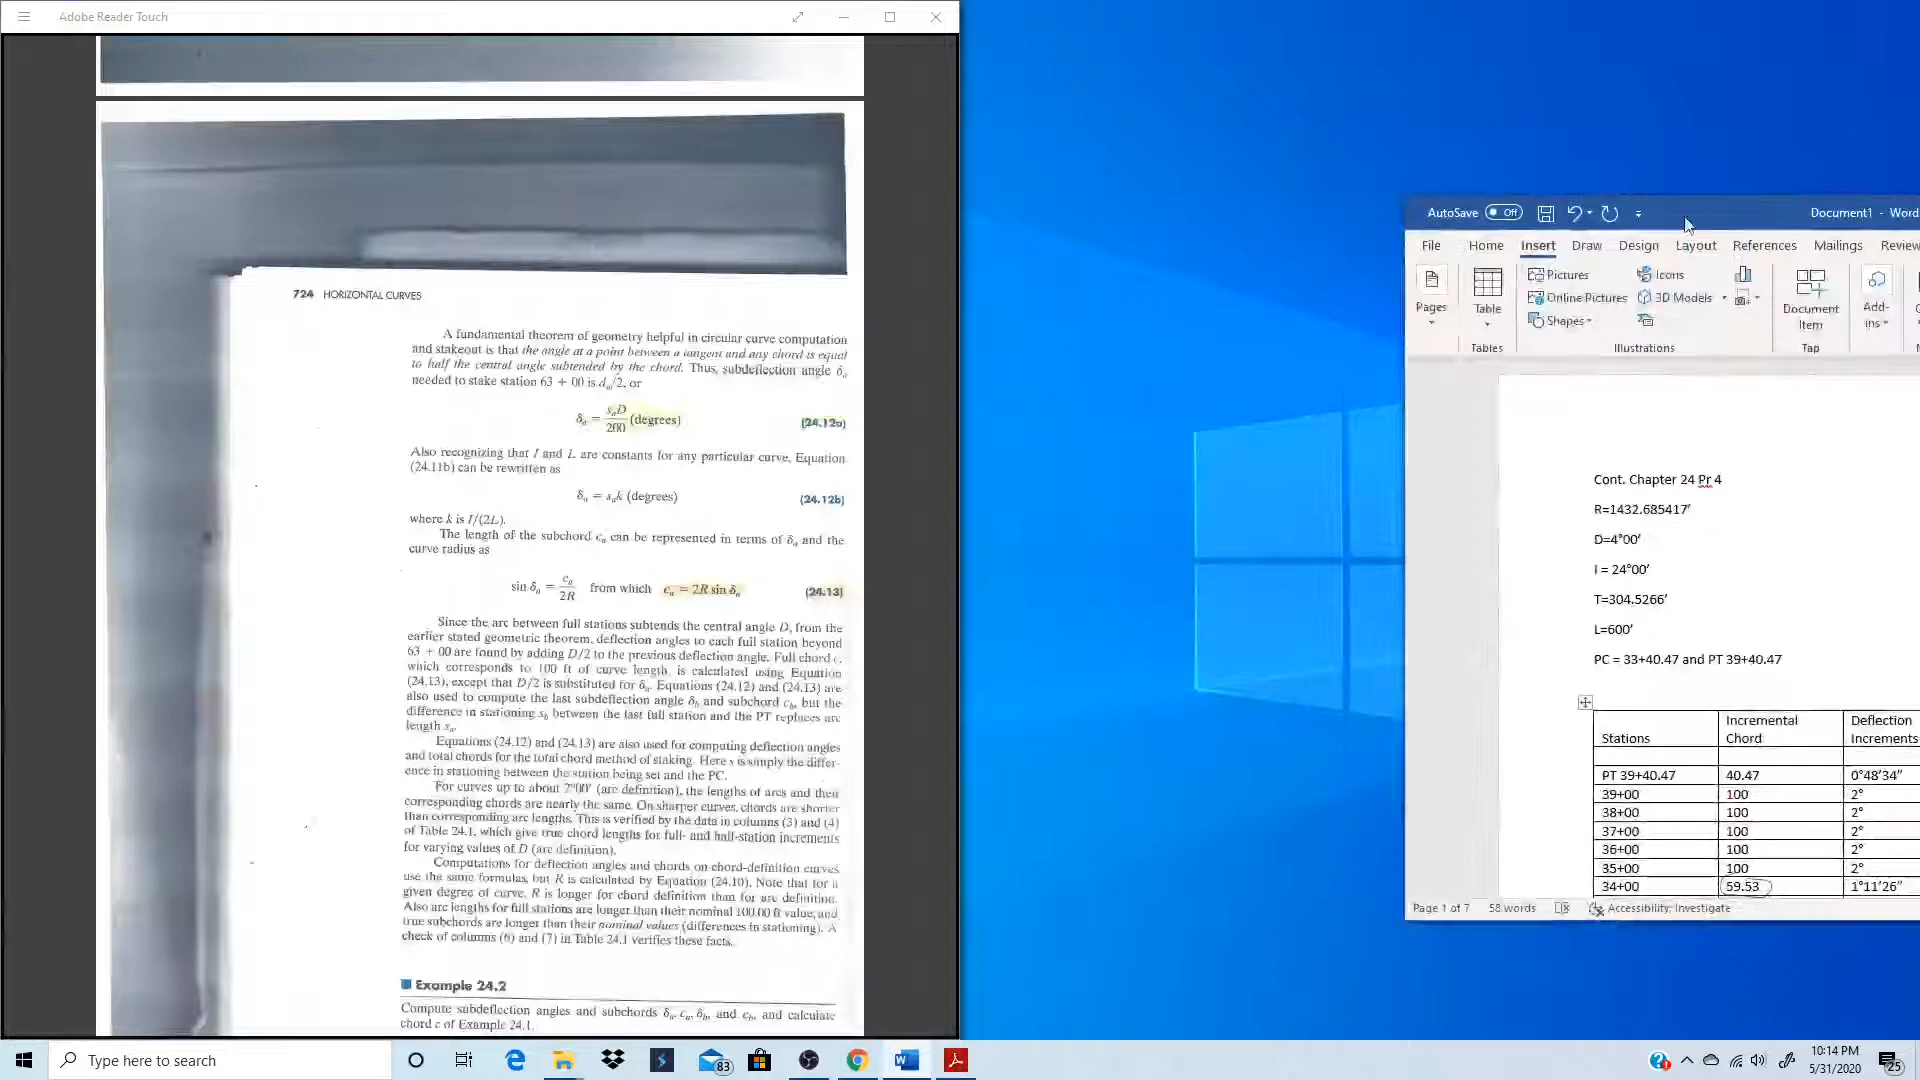 Adobe Reader Touch
724 HORIZONTAL CURVES
A fundamental theorem of geometry helpful in circular curve computation
and stakeout is that the angle at a point between a tangent and any chord is equal
to half the central angle subtended by the chord. Thus, subdeflection angle δa
needed to stake station 63 + 00 is da/2, or
δa = saD/200 (degrees) (24.12a)
Also recognizing that I and L are constants for any particular curve, Equation
(24.11b) can be rewritten as
δa = sak (degrees) (24.12b)
where k is I/(2L).
The length of the subchord ca can be represented in terms of δa and the
curve radius as
sin δa = ca/2R from which ca = 2R sin δa (24.13)
Since the arc between full stations subtends the central angle D, from the
earlier stated geometric theorem, deflection angles to each full station beyond
63 + 00 are found by adding D/2 to the previous deflection angle. Full chord c,
which corresponds to 100 ft of curve length, is calculated using Equation
(24.13), except that D/2 is substituted for δa. Equations (24.12) and (24.13) are
also used to compute the last subdeflection angle δb and subchord cb, but the
difference in stationing sb between the last full station and the PT replaces arc
length sa.
Equations (24.12) and (24.13) are also used for computing deflection angles
and total chords for the total chord method of staking. Here s is simply the differ-
ence in stationing between the station being set and the PC.
For curves up to about 2°00' (arc definition), the lengths of arcs and their
corresponding chords are nearly the same. On sharper curves, chords are shorter
than corresponding arc lengths. This is verified by the data in columns (3) and (4)
of Table 24.1, which give true chord lengths for full- and half-station increments
for varying values of D (arc definition).
Computations for deflection angles and chords on chord-definition curves
use the same formulas, but R is calculated by Equation (24.10). Note that for a
given degree of curve, R is longer for chord definition than for arc definition.
Also arc lengths for full stations are longer than their nominal 100.00 ft value, and
true subchords are longer than their nominal values (differences in stationing). A
check of columns (6) and (7) in Table 24.1 verifies these facts.
Example 24.2
Compute subdeflection angles and subchords δa, ca, δb, and cb, and calculate
chord c of Example 24.1.
AutoSave Off Document1 - Word
File Home Insert Draw Design Layout References Mailings Review
Pages Table Pictures Online Pictures Shapes Icons 3D Models Document Item Add-ins
Tables Illustrations Tap
Cont. Chapter 24 Pr 4
R=1432.685417'
D=4°00'
I = 24°00'
T=304.5266'
L=600'
PC = 33+40.47 and PT 39+40.47
Stations Incremental Chord Deflection Increments
PT 39+40.47 40.47 0°48'34"
39+00 100 2°
38+00 100 2°
37+00 100 2°
36+00 100 2°
35+00 100 2°
34+00 59.53 1°11'26"
Page 1 of 7 58 words Accessibility: Investigate
Type here to search
83
10:14 PM
5/31/2020
25